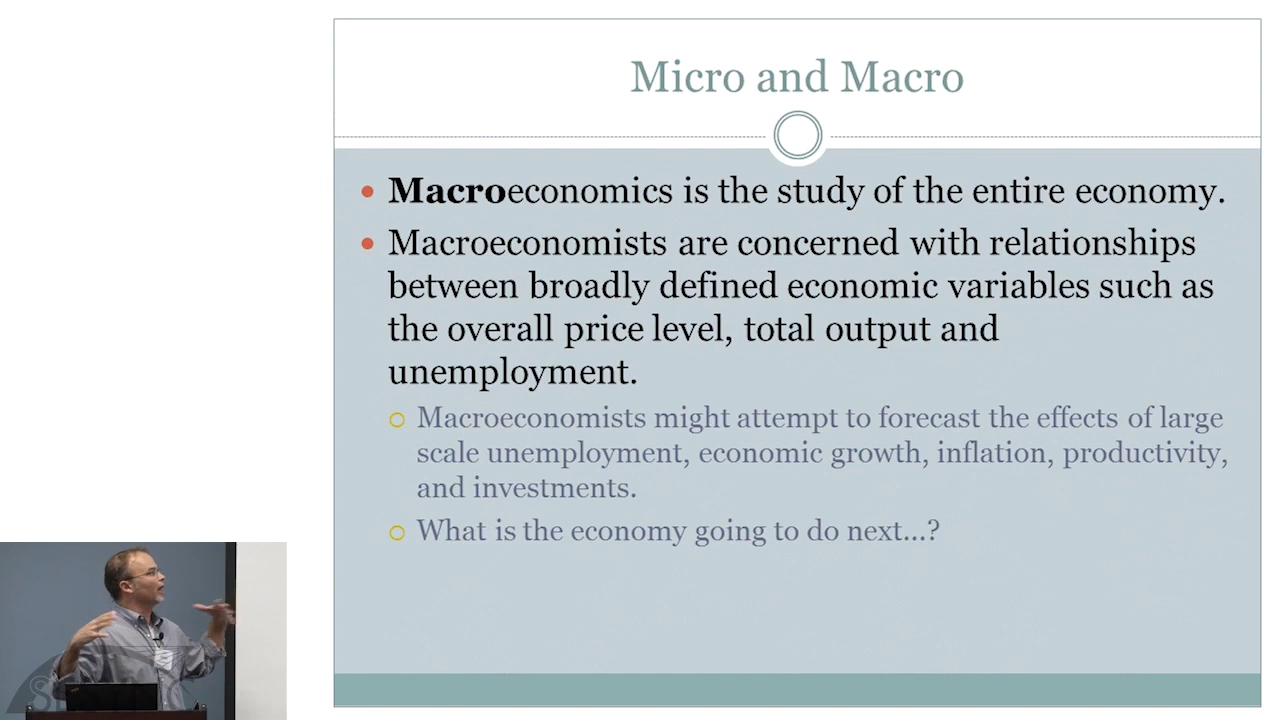 Micro and Macro
Macroeconomics is the study of the entire economy.
Macroeconomists are concerned with relationships
between broadly defined economic variables such as
the overall price level, total output and
unemployment.
Macroeconomists might attempt to forecast the effects of large
scale unemployment, economic growth, inflation, productivity,
and investments.
What is the economy going to do next...?